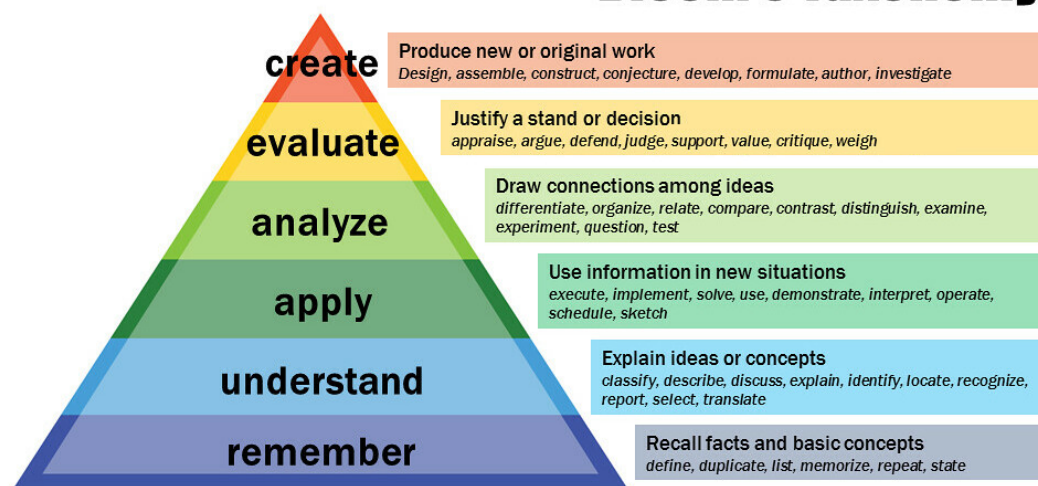 create
Produce new or original work
Design, assemble, construct, conjecture, develop, formulate, author, investigate
evaluate
Justify a stand or decision
appraise, argue, defend, judge, support, value, critique, weigh
analyze
Draw connections among ideas
differentiate, organize, relate, compare, contrast, distinguish, examine,
experiment, question, test
apply
Use information in new situations
execute, implement, solve, use, demonstrate, interpret, operate,
schedule, sketch
understand
Explain ideas or concepts
classify, describe, discuss, explain, identify, locate, recognize,
report, select, translate
remember
Recall facts and basic concepts
define, duplicate, list, memorize, repeat, state